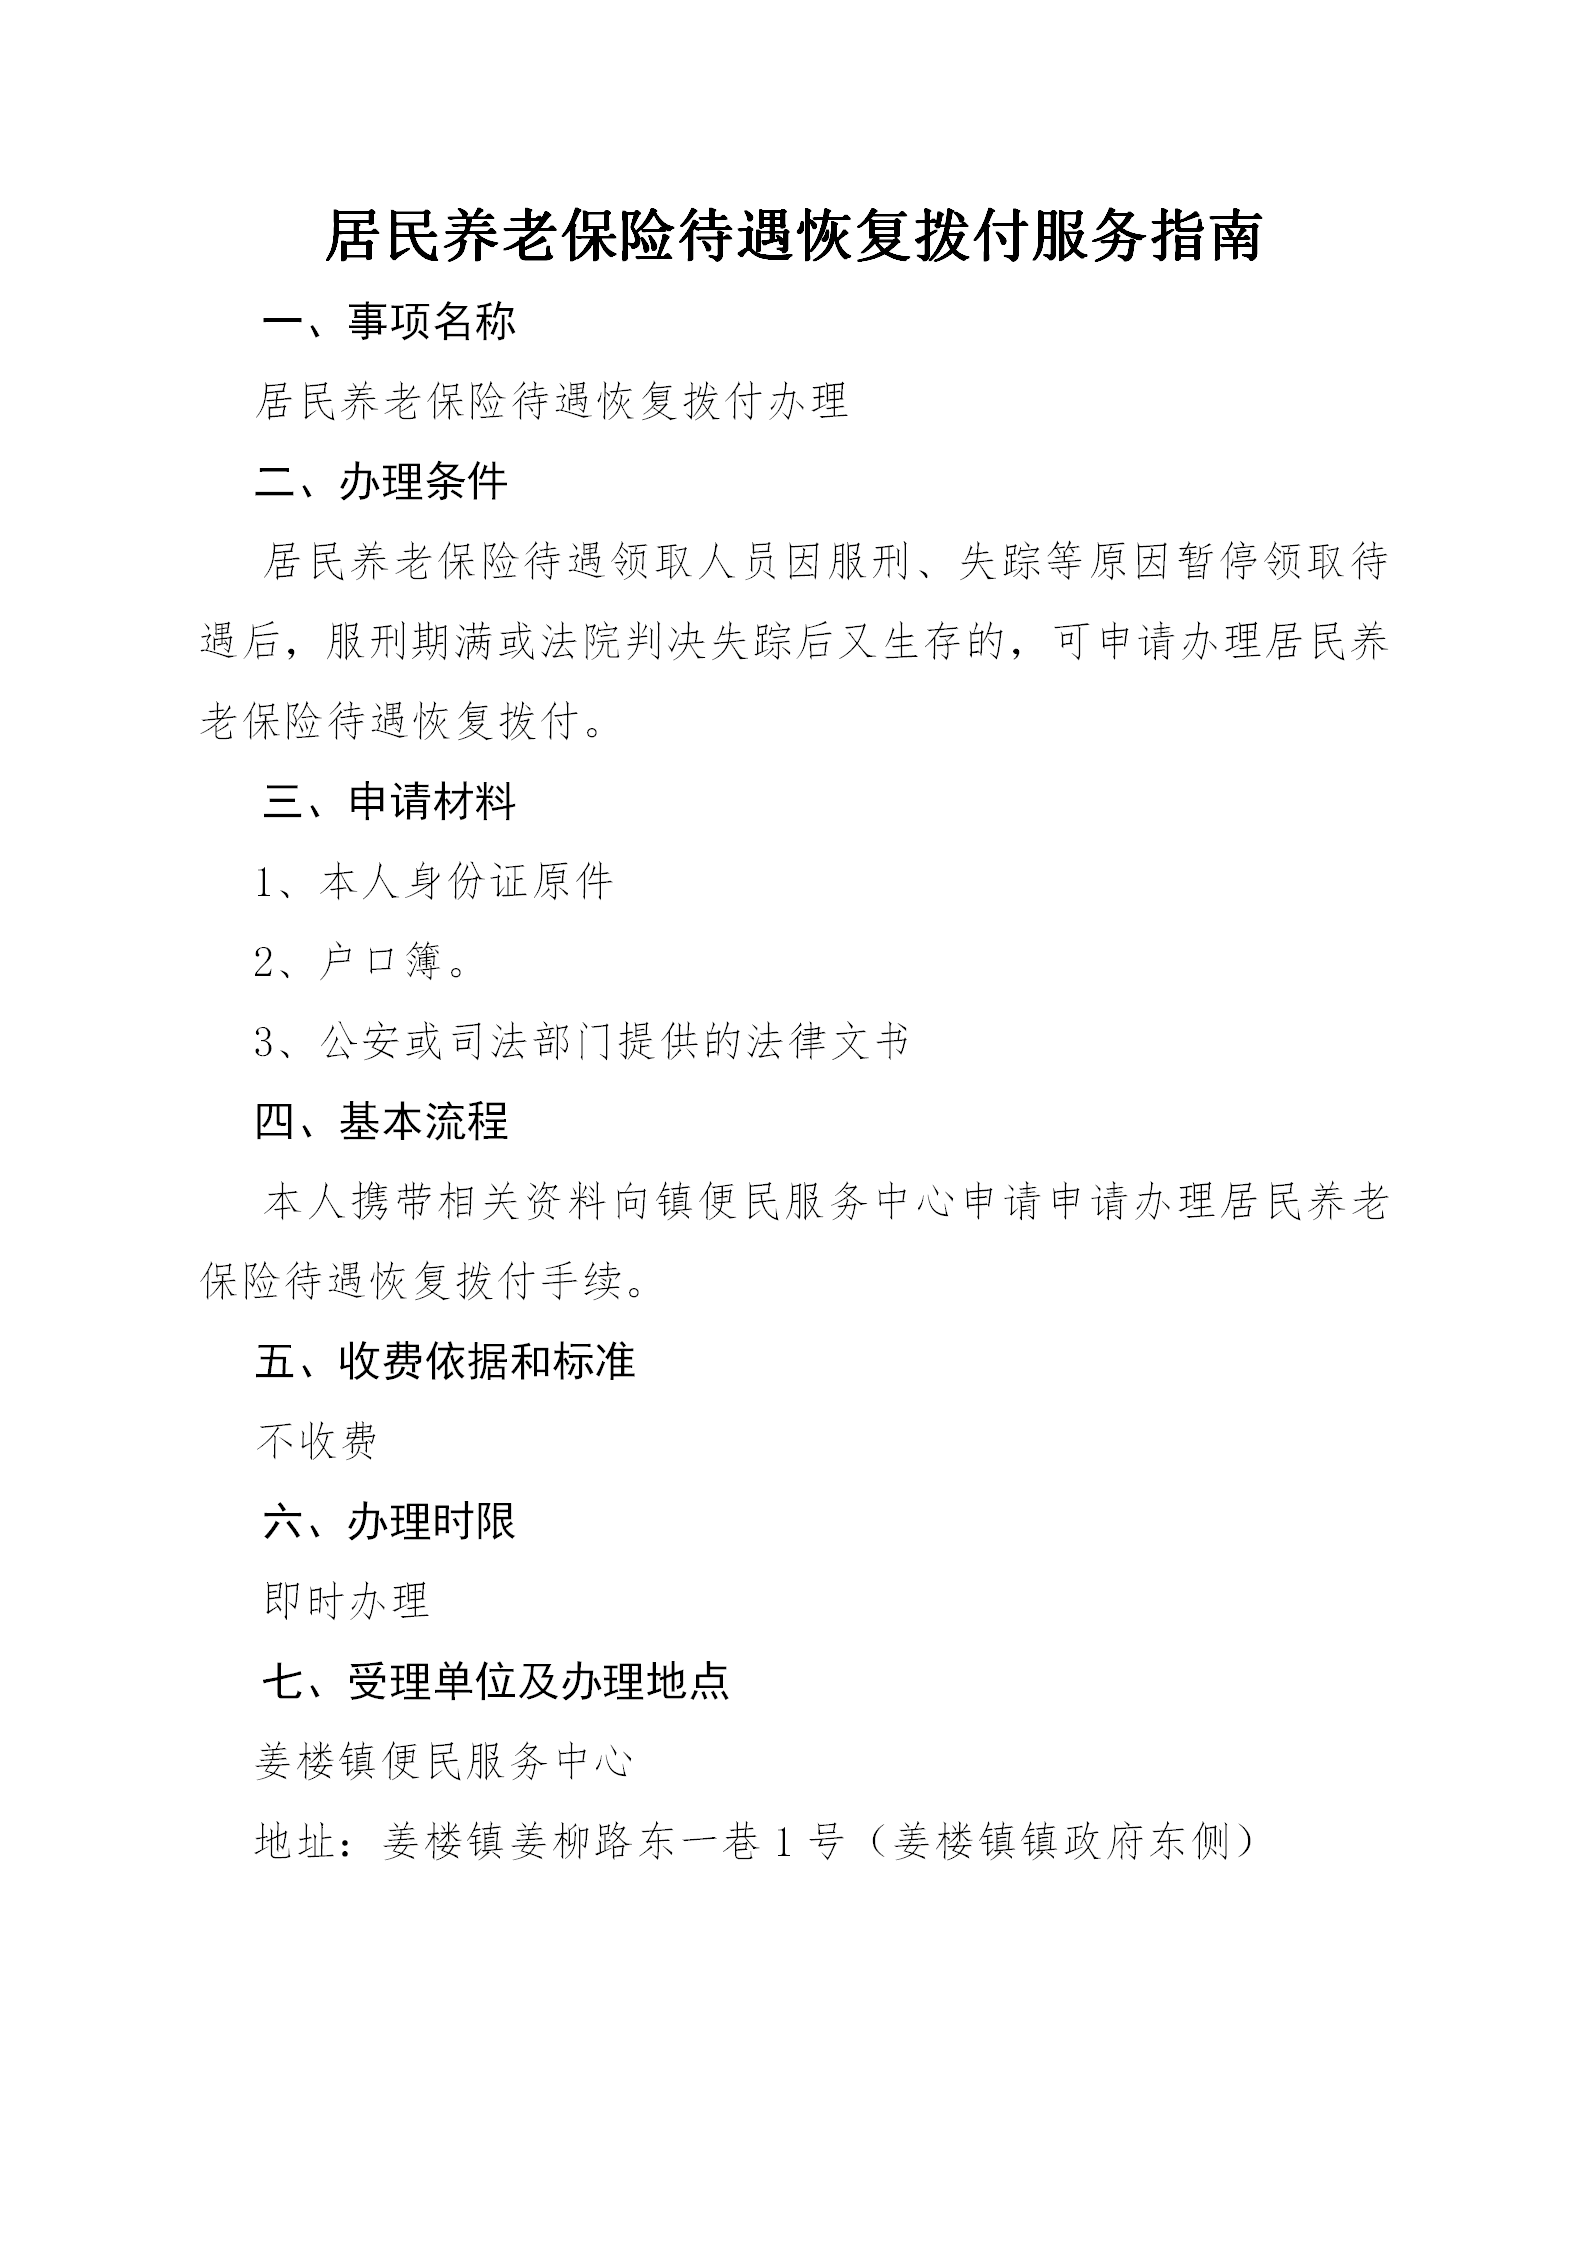 居民养老保险待遇恢复拨付服务指南
一、事项名称
居民养老保险待遇恢复拨付办理
二、办理条件
居民养老保险待遇领取人员因服刑、失踪等原因暂停领取待
遇后，服刑期满或法院判决失踪后又生存的，可申请办理居民养
老保险待遇恢复拨付。
三、申请材料
1、本人身份证原件
2、户口簿。
3、公安或司法部门提供的法律文书
四、基本流程
本人携带相关资料向镇便民服务中心申请申请办理居民养老
保险待遇恢复拨付手续。
五、收费依据和标准
不收费
六、办理时限
即时办理
七、受理单位及办理地点
姜楼镇便民服务中心
地址：姜楼镇姜柳路东一巷1号（姜楼镇镇政府东侧）